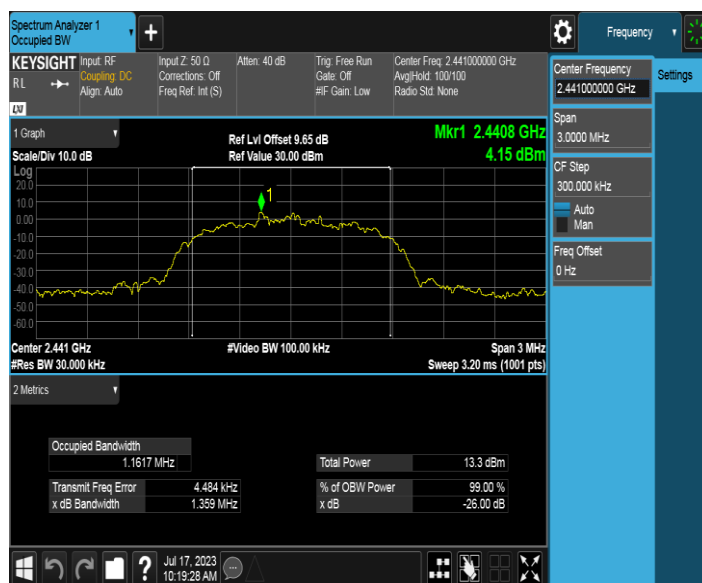 Spectrum Analyzer 1
Occupied BW
+
Frequency
KEYSIGHT
RL
LXI
Input: RF
Coupling: DC
Align: Auto
Input Z: 50 Ω
Corrections: Off
Freq Ref: Int (S)
Atten: 40 dB
Trig: Free Run
Gate: Off
#IF Gain: Low
Center Freq: 2.441000000 GHz
Avg|Hold: 100/100
Radio Std: None
Center Frequency
2.441000000 GHz
Settings
Span
3.0000 MHz
CF Step
300.000 kHz
Auto
Man
Freq Offset
0 Hz
1 Graph
Scale/Div 10.0 dB
Ref Lvl Offset 9.65 dB
Ref Value 30.00 dBm
Mkr1 2.4408 GHz
4.15 dBm
Log
20.0
10.0
0.00
-10.0
-20.0
-30.0
-40.0
-50.0
-60.0
1
Center 2.441 GHz
#Res BW 30.000 kHz
#Video BW 100.00 kHz
Span 3 MHz
Sweep 3.20 ms (1001 pts)
2 Metrics
Occupied Bandwidth
1.1617 MHz
Transmit Freq Error 4.484 kHz
x dB Bandwidth 1.359 MHz
Total Power 13.3 dBm
% of OBW Power 99.00 %
x dB -26.00 dB
?
Jul 17, 2023
10:19:28 AM